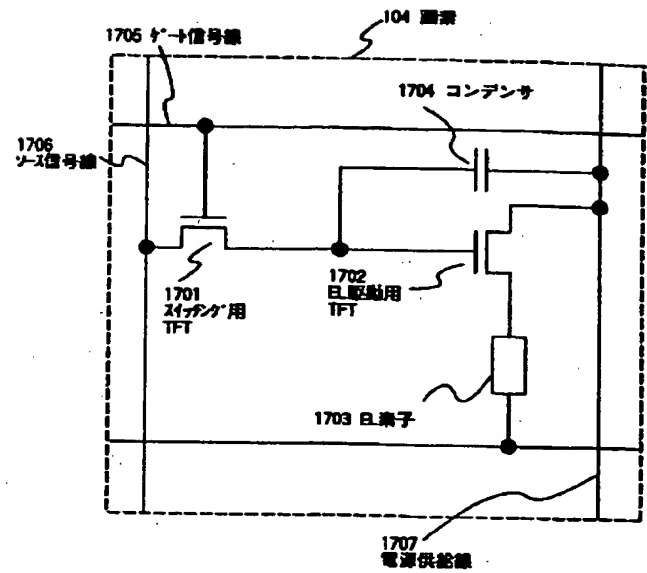 104 画素
1705 ゲート信号線
1704 コンデンサ
1706
ソース信号線
1701
スイッチング用
TFT
1702
EL駆動用
TFT
1703 EL素子
1707
電源供給線